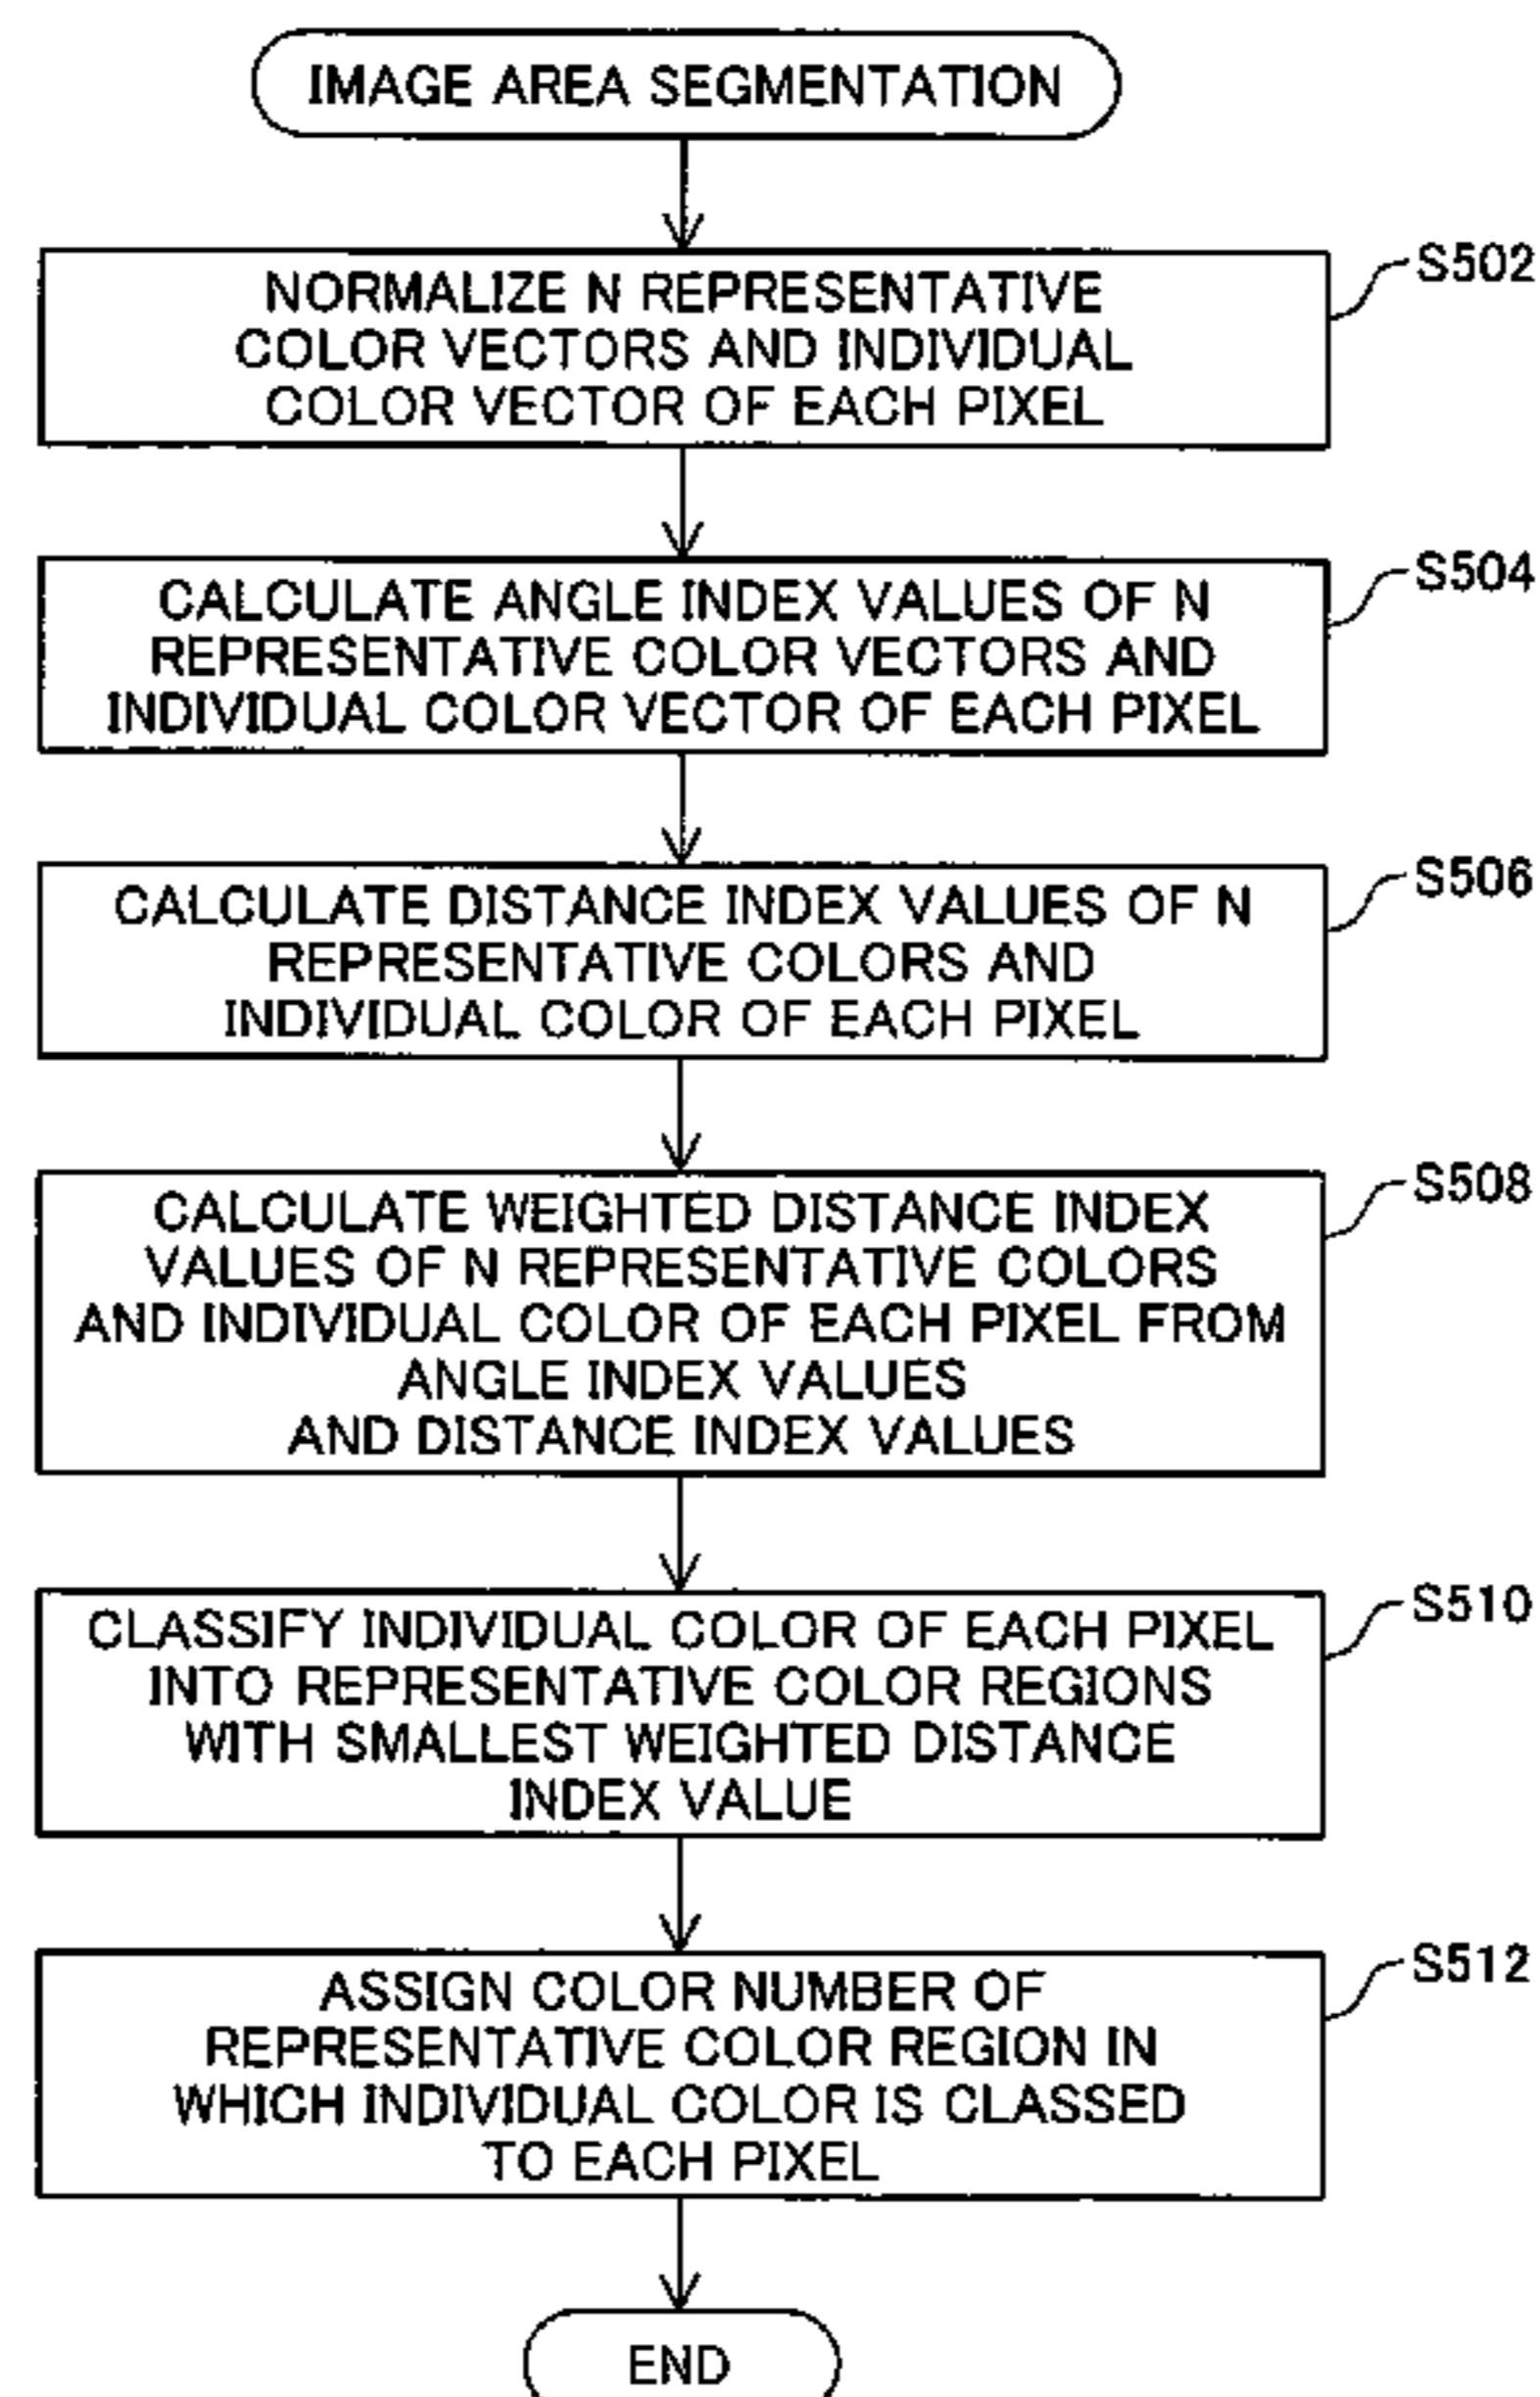 IMAGE AREA SEGMENTATION
S502
NORMALIZE N REPRESENTATIVE
COLOR VECTORS AND INDIVIDUAL
COLOR VECTOR OF EACH PIXEL
S504
CALCULATE ANGLE INDEX VALUES OF N
REPRESENTATIVE COLOR VECTORS AND
INDIVIDUAL COLOR VECTOR OF EACH PIXEL
S506
CALCULATE DISTANCE INDEX VALUES OF N
REPRESENTATIVE COLORS AND
INDIVIDUAL COLOR OF EACH PIXEL
S508
CALCULATE WEIGHTED DISTANCE INDEX
VALUES OF N REPRESENTATIVE COLORS
AND INDIVIDUAL COLOR OF EACH PIXEL FROM
ANGLE INDEX VALUES
AND DISTANCE INDEX VALUES
S510
CLASSIFY INDIVIDUAL COLOR OF EACH PIXEL
INTO REPRESENTATIVE COLOR REGIONS
WITH SMALLEST WEIGHTED DISTANCE
INDEX VALUE
S512
ASSIGN COLOR NUMBER OF
REPRESENTATIVE COLOR REGION IN
WHICH INDIVIDUAL COLOR IS CLASSED
TO EACH PIXEL
END